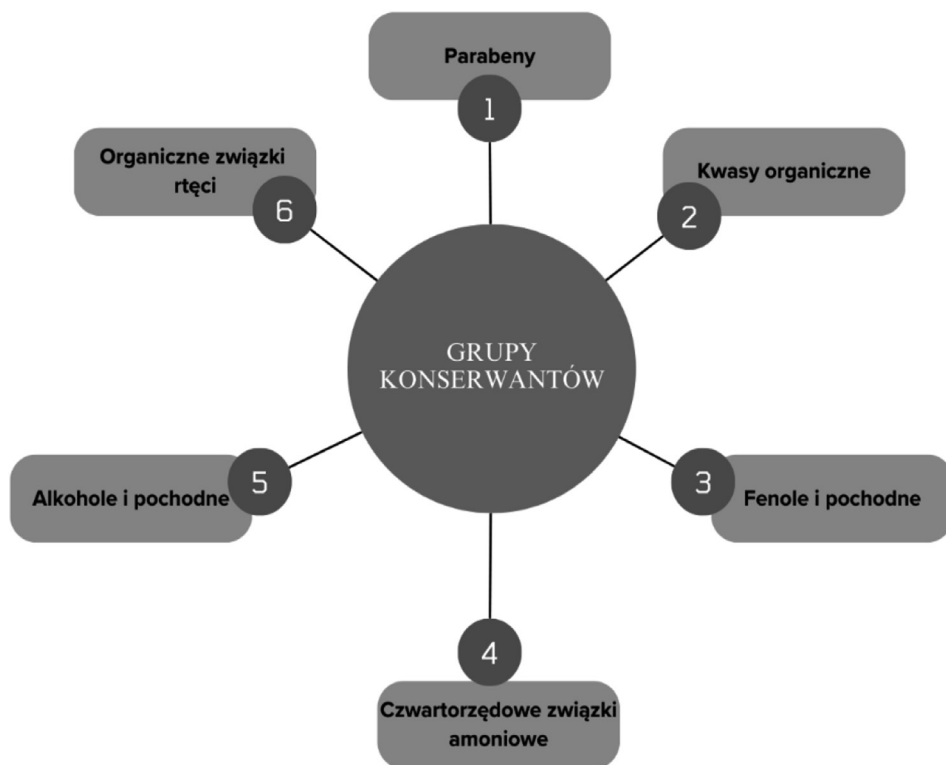 Parabeny
1
Kwasy organiczne
2
Fenole i pochodne
3
4
Czwartorzędowe związki
amoniowe
Alkohole i pochodne
5
Organiczne związki
rtęci
6
GRUPY
KONSERWANTÓW